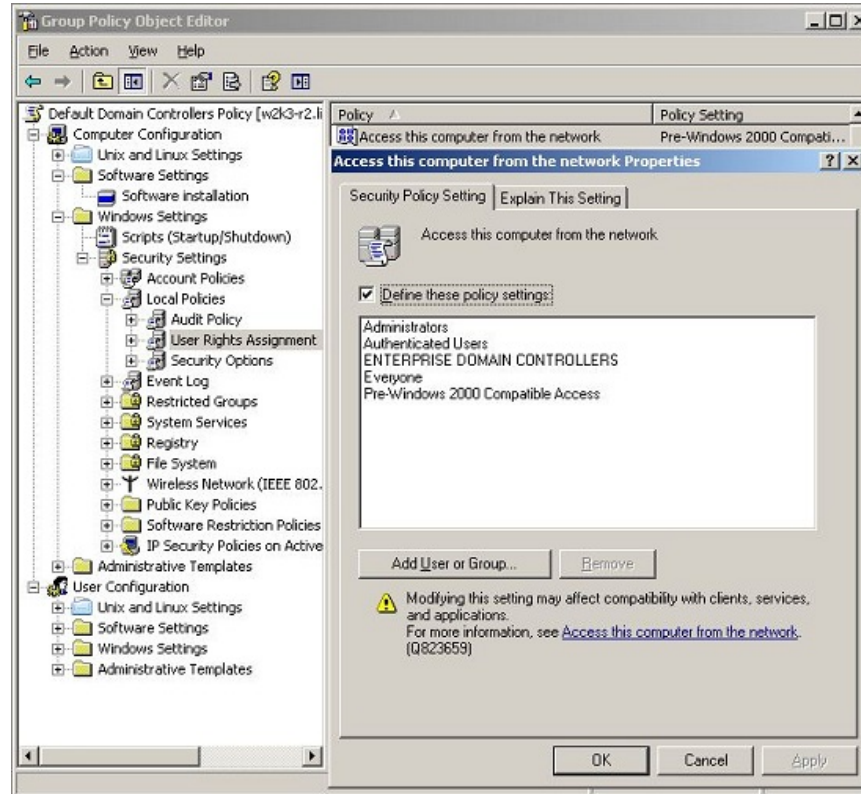 Group Policy Object Editor
File Action View Help
Default Domain Controllers Policy [w2k3-r2.li
Computer Configuration
Unix and Linux Settings
Software Settings
Software installation
Windows Settings
Scripts (Startup/Shutdown)
Security Settings
Account Policies
Local Policies
Audit Policy
User Rights Assignment
Security Options
Event Log
Restricted Groups
System Services
Registry
File System
Wireless Network (IEEE 802.
Public Key Policies
Software Restriction Policies
IP Security Policies on Active
Administrative Templates
User Configuration
Unix and Linux Settings
Software Settings
Windows Settings
Administrative Templates
Policy Policy Setting
Access this computer from the network Pre-Windows 2000 Compati...
Access this computer from the network Properties
Security Policy Setting Explain This Setting
Access this computer from the network
Define these policy settings:
Administrators
Authenticated Users
ENTERPRISE DOMAIN CONTROLLERS
Everyone
Pre-Windows 2000 Compatible Access
Add User or Group... Remove
Modifying this setting may affect compatibility with clients, services,
and applications.
For more information, see Access this computer from the network.
(Q823659)
OK Cancel Apply